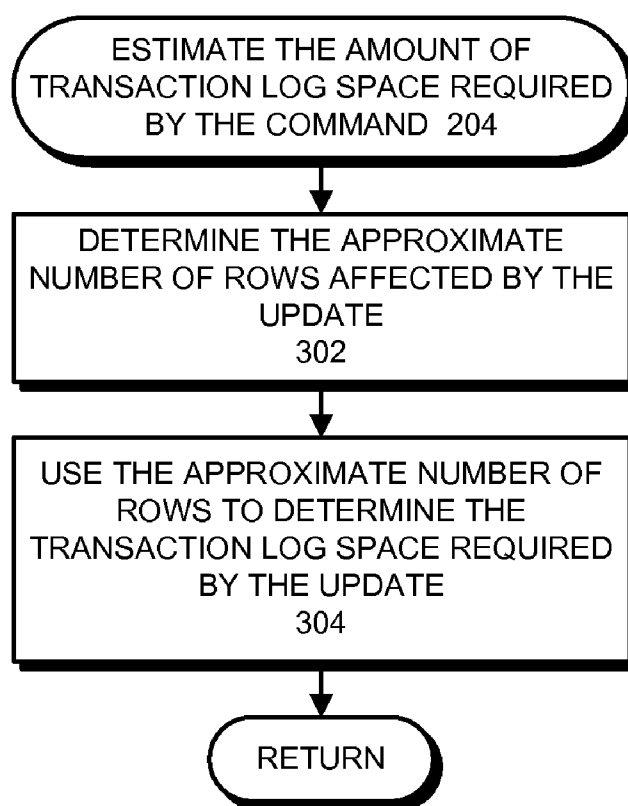 ESTIMATE THE AMOUNT OF
TRANSACTION LOG SPACE REQUIRED
BY THE COMMAND 204
DETERMINE THE APPROXIMATE
NUMBER OF ROWS AFFECTED BY THE
UPDATE
302
USE THE APPROXIMATE NUMBER OF
ROWS TO DETERMINE THE
TRANSACTION LOG SPACE REQUIRED
BY THE UPDATE
304
RETURN